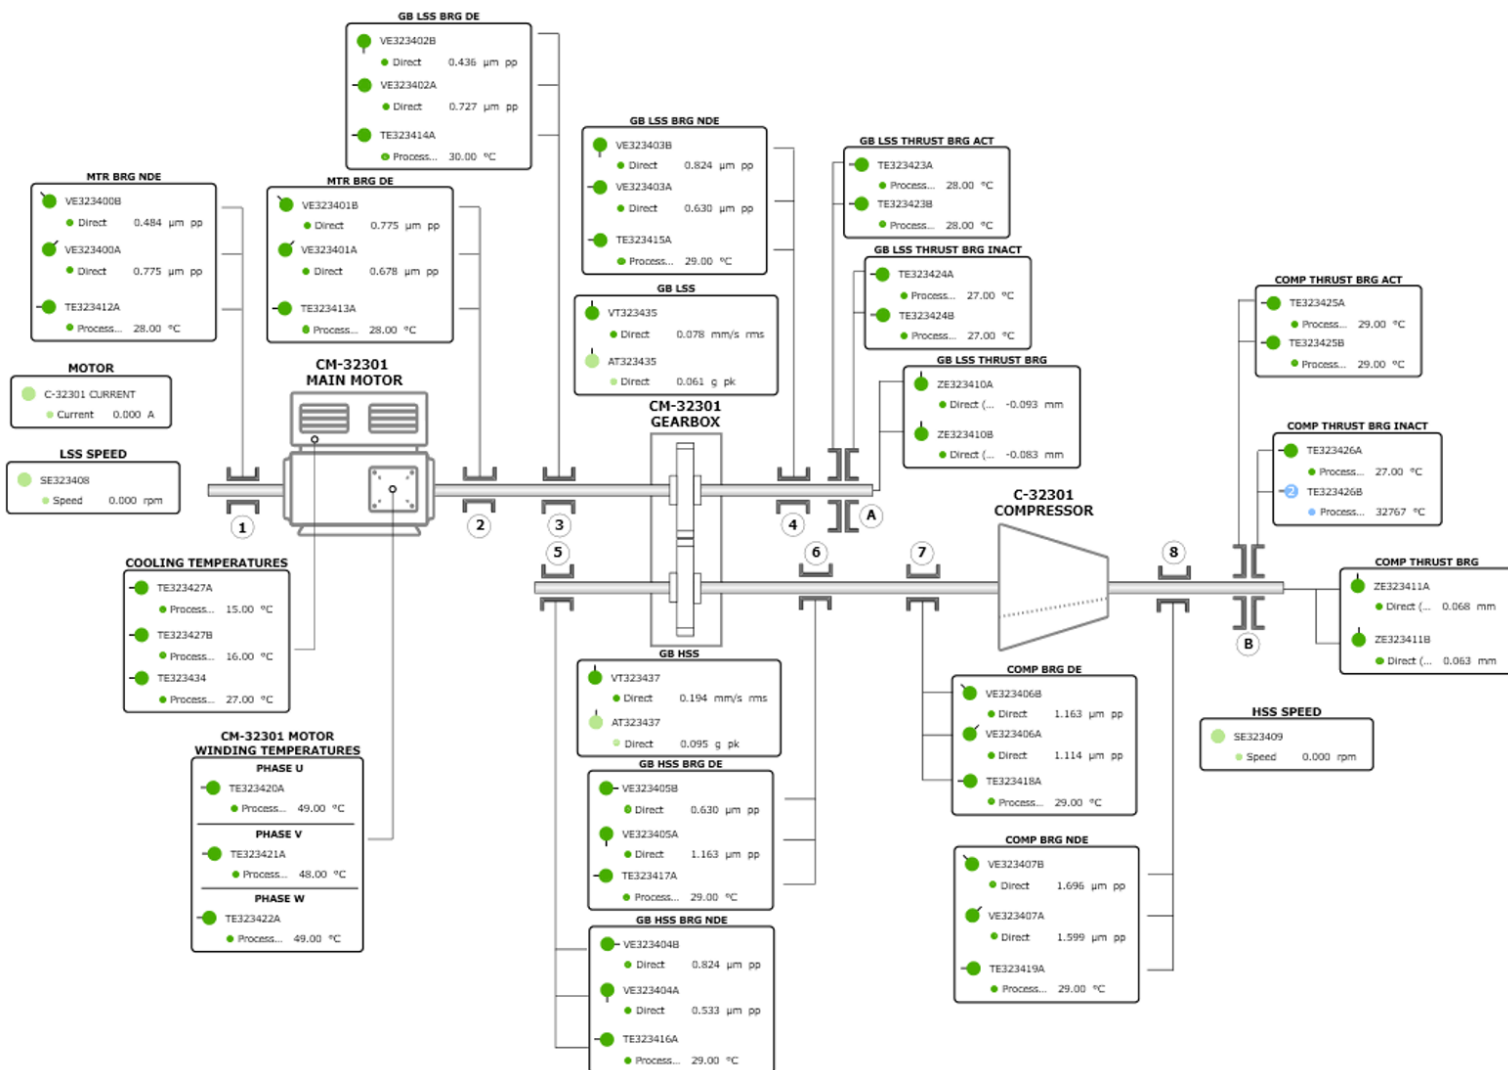 GB LSS BRG DE
VE323402B
Direct 0.436 µm pp
VE323402A
Direct 0.727 µm pp
TE323414A
Process... 30.00 °C
MTR BRG NDE
VE323400B
Direct 0.484 µm pp
VE323400A
Direct 0.775 µm pp
TE323412A
Process... 28.00 °C
MTR BRG DE
VE323401B
Direct 0.775 µm pp
VE323401A
Direct 0.678 µm pp
TE323413A
Process... 28.00 °C
GB LSS BRG NDE
VE323403B
Direct 0.824 µm pp
VE323403A
Direct 0.630 µm pp
TE323415A
Process... 29.00 °C
GB LSS THRUST BRG ACT
TE323423A
Process... 28.00 °C
TE323423B
Process... 28.00 °C
GB LSS THRUST BRG INACT
TE323424A
Process... 27.00 °C
TE323424B
Process... 27.00 °C
GB LSS
VT323435
Direct 0.078 mm/s rms
AT323435
Direct 0.061 g pk
GB LSS THRUST BRG
ZE323410A
Direct (... -0.093 mm
ZE323410B
Direct (... -0.083 mm
COMP THRUST BRG ACT
TE323425A
Process... 29.00 °C
TE323425B
Process... 29.00 °C
COMP THRUST BRG INACT
TE323426A
Process... 27.00 °C
2 TE323426B
Process... 32767 °C
MOTOR
C-32301 CURRENT
Current 0.000 A
LSS SPEED
SE323408
Speed 0.000 rpm
CM-32301
MAIN MOTOR
CM-32301
GEARBOX
C-32301
COMPRESSOR
1
2
3
4
A
5
6
7
8
B
COMP THRUST BRG
ZE323411A
Direct (... 0.068 mm
ZE323411B
Direct (... 0.063 mm
COOLING TEMPERATURES
TE323427A
Process... 15.00 °C
TE323427B
Process... 16.00 °C
TE323434
Process... 27.00 °C
CM-32301 MOTOR
WINDING TEMPERATURES
PHASE U
TE323420A
Process... 49.00 °C
PHASE V
TE323421A
Process... 48.00 °C
PHASE W
TE323422A
Process... 49.00 °C
GB HSS
VT323437
Direct 0.194 mm/s rms
AT323437
Direct 0.095 g pk
GB HSS BRG DE
VE323405B
Direct 0.630 µm pp
VE323405A
Direct 1.163 µm pp
TE323417A
Process... 29.00 °C
GB HSS BRG NDE
VE323404B
Direct 0.824 µm pp
VE323404A
Direct 0.533 µm pp
TE323416A
Process... 29.00 °C
COMP BRG DE
VE323406B
Direct 1.163 µm pp
VE323406A
Direct 1.114 µm pp
TE323418A
Process... 29.00 °C
COMP BRG NDE
VE323407B
Direct 1.696 µm pp
VE323407A
Direct 1.599 µm pp
TE323419A
Process... 29.00 °C
HSS SPEED
SE323409
Speed 0.000 rpm